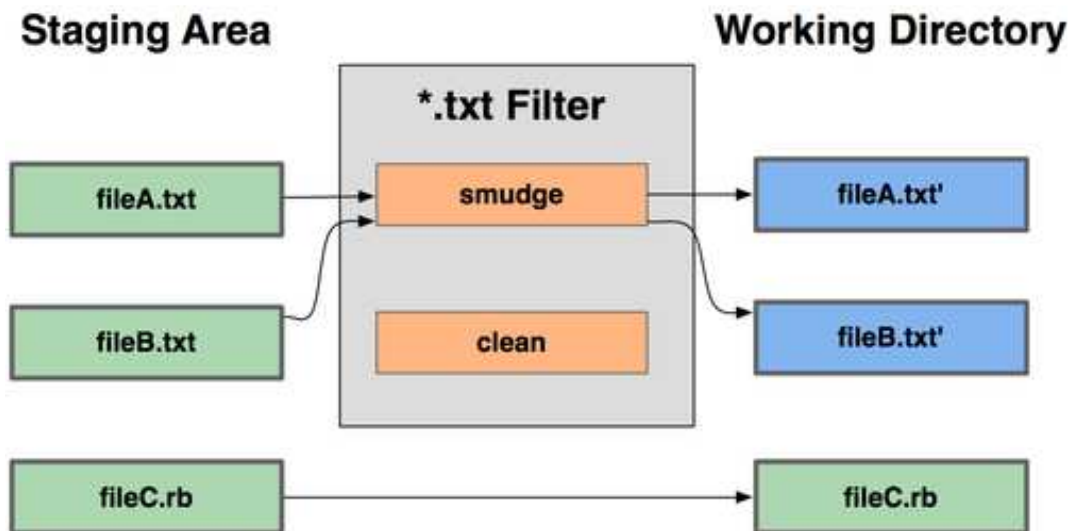 Staging Area
Working Directory
*.txt Filter
fileA.txt
smudge
fileA.txt'
fileB.txt
clean
fileB.txt'
fileC.rb
fileC.rb